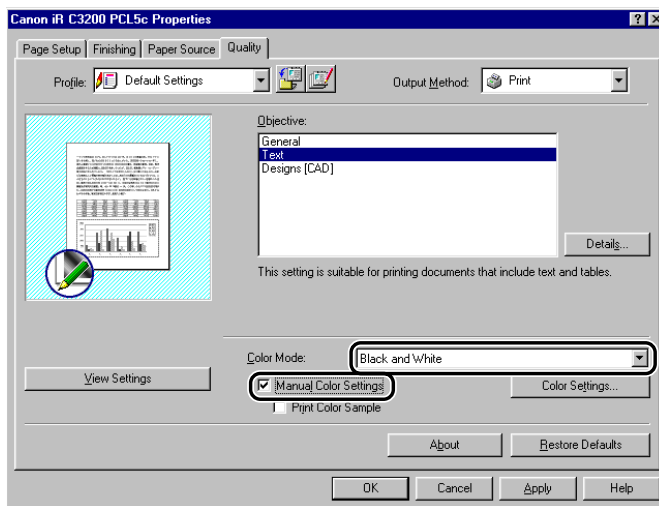 Canon iR C3200 PCL5c Properties
Page Setup Finishing Paper Source Quality
Profile: Default Settings Output Method: Print
Objective:
General
Text
Designs [CAD]
Details...
This setting is suitable for printing documents that include text and tables.
Color Mode: Black and White
View Settings
Manual Color Settings Color Settings...
Print Color Sample
About Restore Defaults
OK Cancel Apply Help